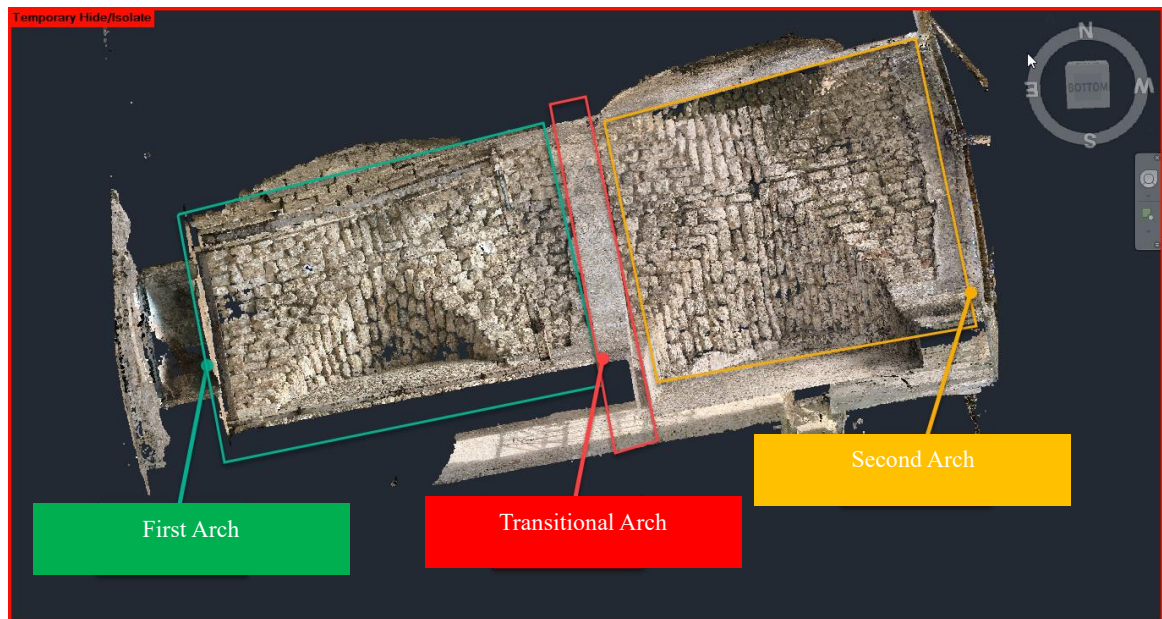 Temporary Hide/Isolate
N
E
BOTTOM
W
S
Second Arch
Transitional Arch
First Arch